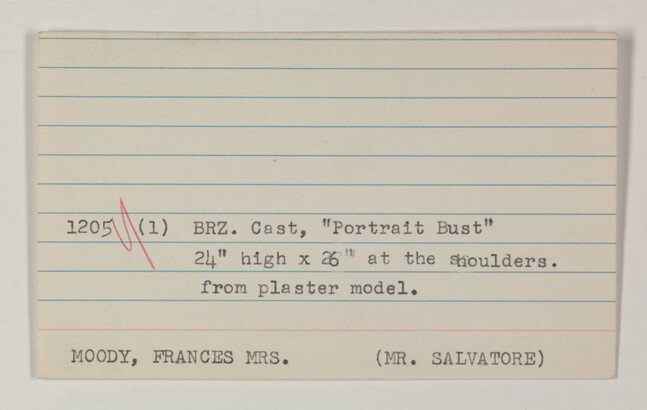 1205 (1) BRZ. Cast, "Portrait Bust"
24" high x 26" at the shoulders.
from plaster model.
MOODY, FRANCES MRS. (MR. SALVATORE)